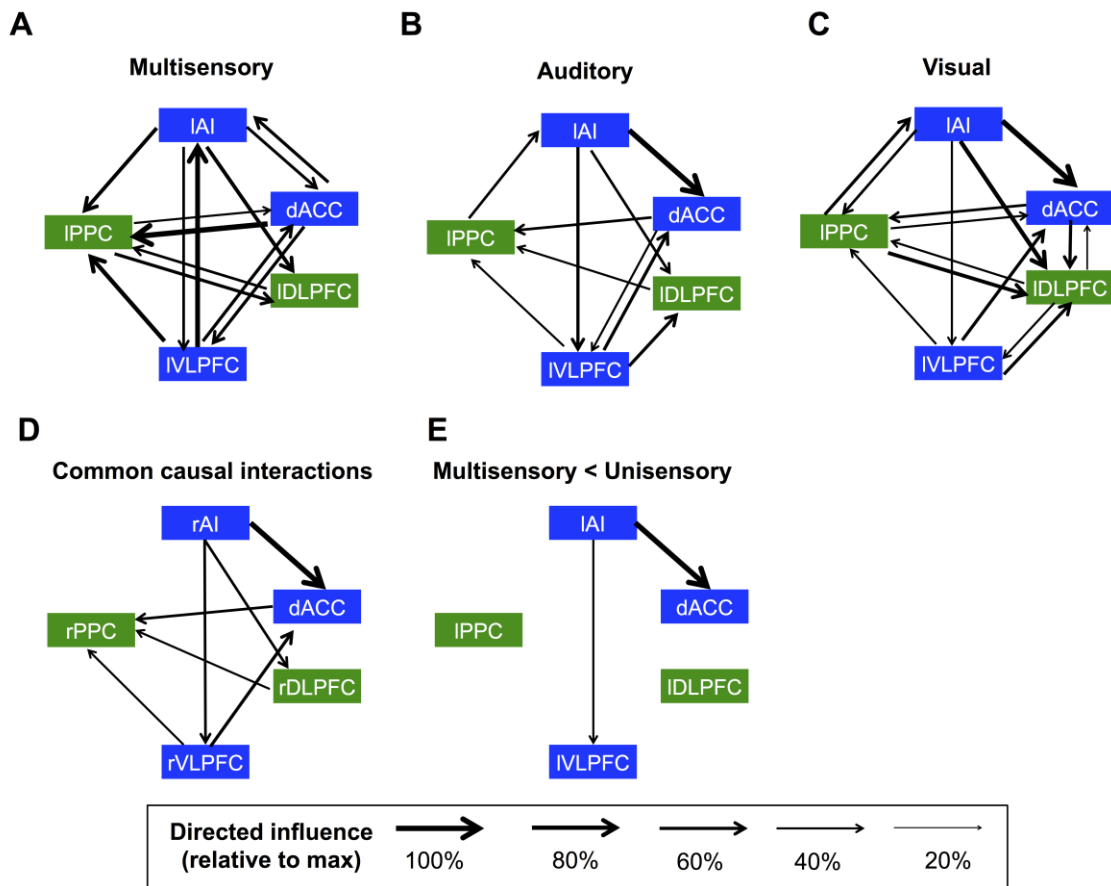 A
Multisensory
lAI
dACC
lPPC
lDLPFC
lVLPFC
B
Auditory
lAI
dACC
lPPC
lDLPFC
lVLPFC
C
Visual
lAI
dACC
lPPC
lDLPFC
lVLPFC
D
Common causal interactions
rAI
dACC
rPPC
rDLPFC
rVLPFC
E
Multisensory < Unisensory
lAI
dACC
lPPC
lDLPFC
lVLPFC
Directed influence
(relative to max)
100% 80% 60% 40% 20%